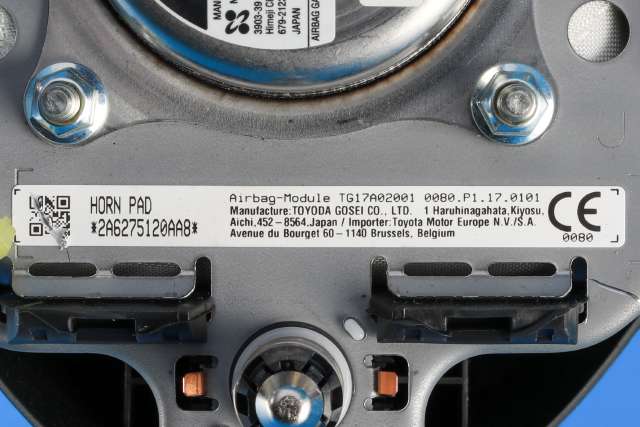 MAN
3903-39
Himeji Ci
679-212
JAPAN
AIRBAG GA
HORN PAD
*2A6275120AA8*
Airbag-Module TG17A02001 0080.P1.17.0101
Manufacture:TOYODA GOSEI CO., LTD. 1 Haruhinagahata,Kiyosu,
Aichi,452-8564,Japan / Importer:Toyota Motor Europe N.V./S.A.
Avenue du Bourget 60-1140 Brussels, Belgium
CE
0080